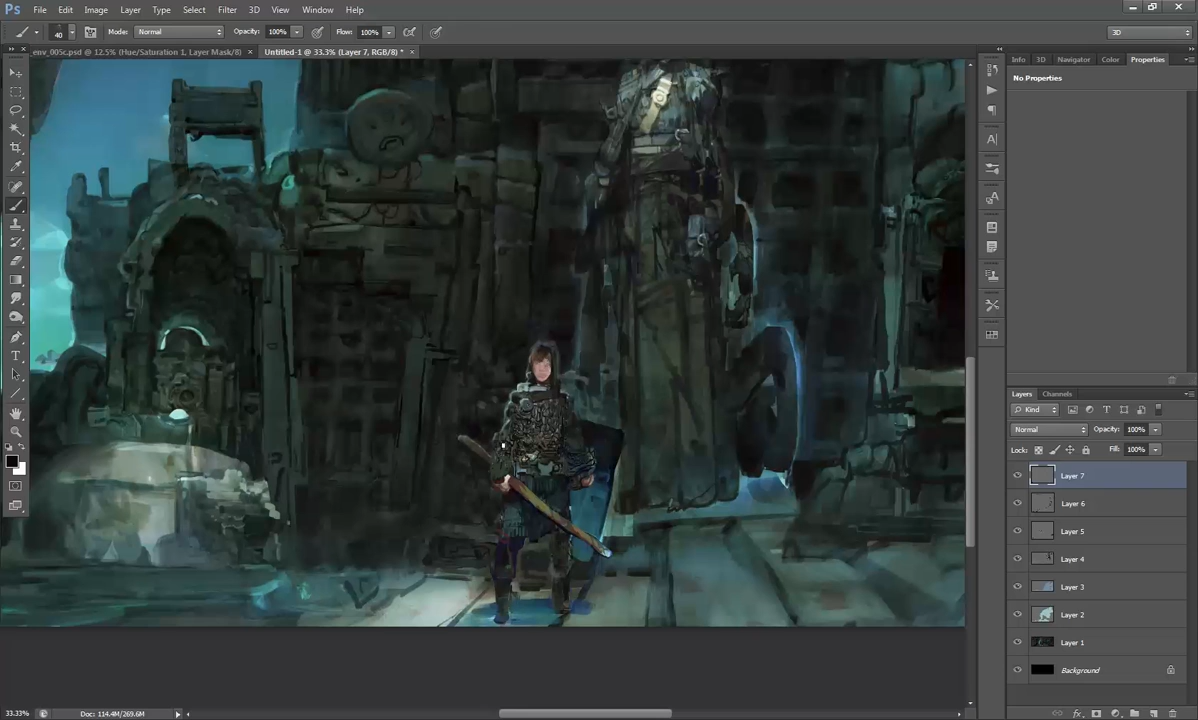 Ps File Edit Image Layer Type Select Filter 3D View Window Help
40 Mode: Normal Opacity: 100% Flow: 100% 3D
_env_005c.psd @ 12.5% (Hue/Saturation 1, Layer Mask/8) × Untitled-1 @ 33.3% (Layer 7, RGB/8) * ×
Info 3D Navigator Color Properties
No Properties
Layers Channels
Kind
Normal Opacity: 100%
Lock: Fill: 100%
Layer 7
Layer 6
Layer 5
Layer 4
Layer 3
Layer 2
Layer 1
Background
33.33% Doc: 114.4M/269.6M